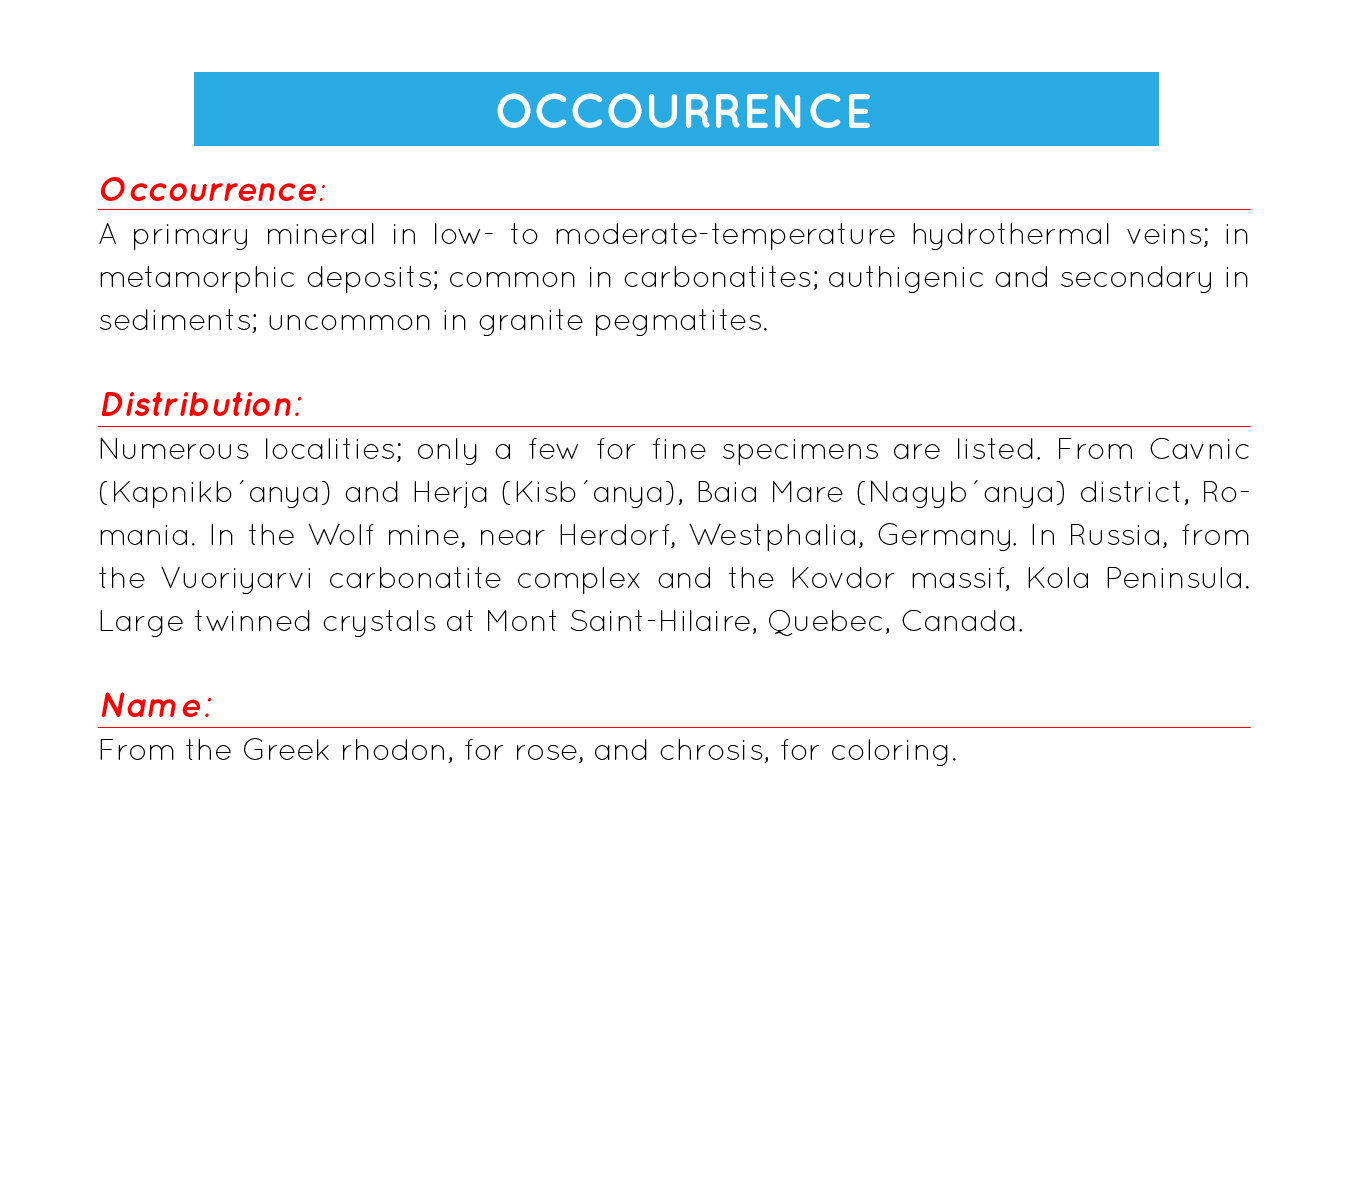 OCCOURRENCE
Occourrence:
A primary mineral in low- to moderate-temperature hydrothermal veins; in
metamorphic deposits; common in carbonatites; authigenic and secondary in
sediments; uncommon in granite pegmatites.
Distribution:
Numerous localities; only a few for fine specimens are listed. From Cavnic
(Kapnikb´anya) and Herja (Kisb´anya), Baia Mare (Nagyb´anya) district, Ro-
mania. In the Wolf mine, near Herdorf, Westphalia, Germany. In Russia, from
the Vuoriyarvi carbonatite complex and the Kovdor massif, Kola Peninsula.
Large twinned crystals at Mont Saint-Hilaire, Quebec, Canada.
Name:
From the Greek rhodon, for rose, and chrosis, for coloring.